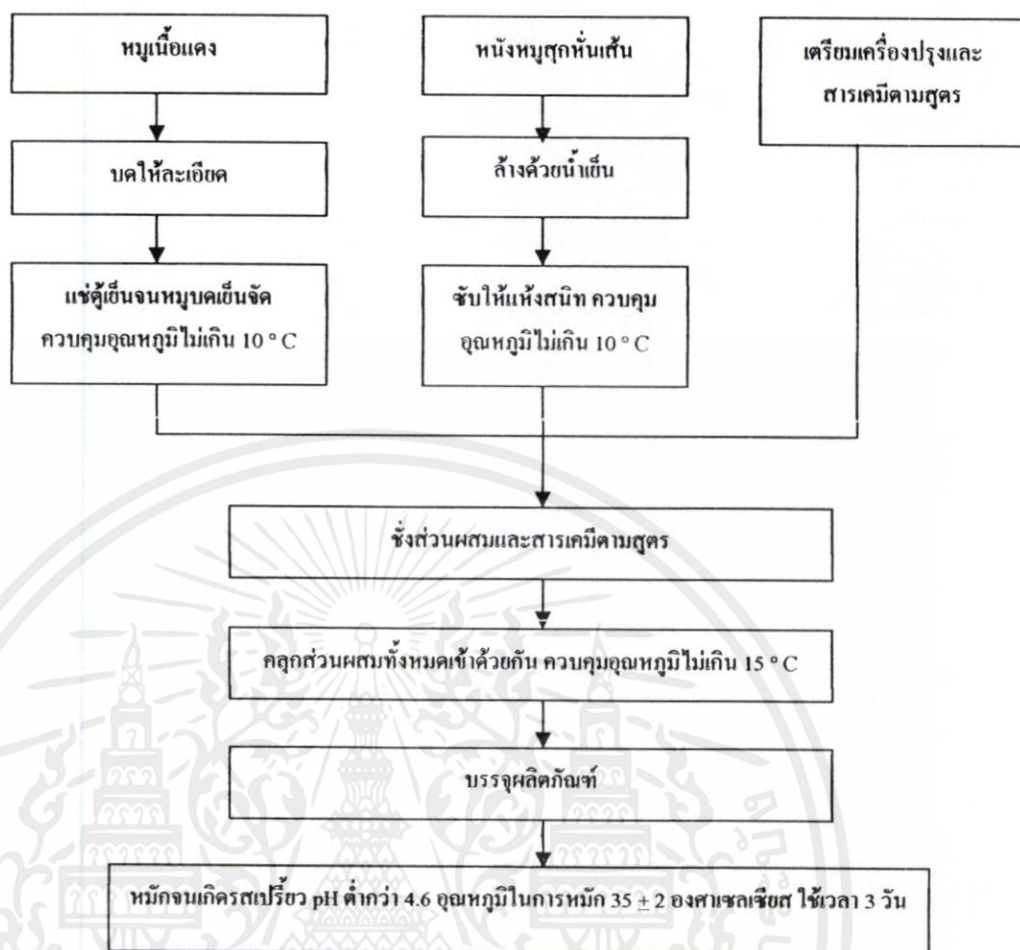 หมูเนื้อแดง
บดให้ละเอียด
แช่ตู้เย็นจนหมูบดเย็นจัด
ควบคุมอุณหภูมิไม่เกิน 10 ° C
หนังหมูสุกหั่นเส้น
ล้างด้วยน้ำเย็น
ซับให้แห้งสนิท ควบคุม
อุณหภูมิไม่เกิน 10 ° C
เตรียมเครื่องปรุงและ
สารเคมีตามสูตร
ชั่งส่วนผสมและสารเคมีตามสูตร
คลุกส่วนผสมทั้งหมดเข้าด้วยกัน ควบคุมอุณหภูมิไม่เกิน 15 ° C
บรรจุผลิตภัณฑ์
หมักจนเกิดรสเปรี้ยว pH ต่ำกว่า 4.6 อุณหภูมิในการหมัก 35 ± 2 องศาเซลเซียส ใช้เวลา 3 วัน